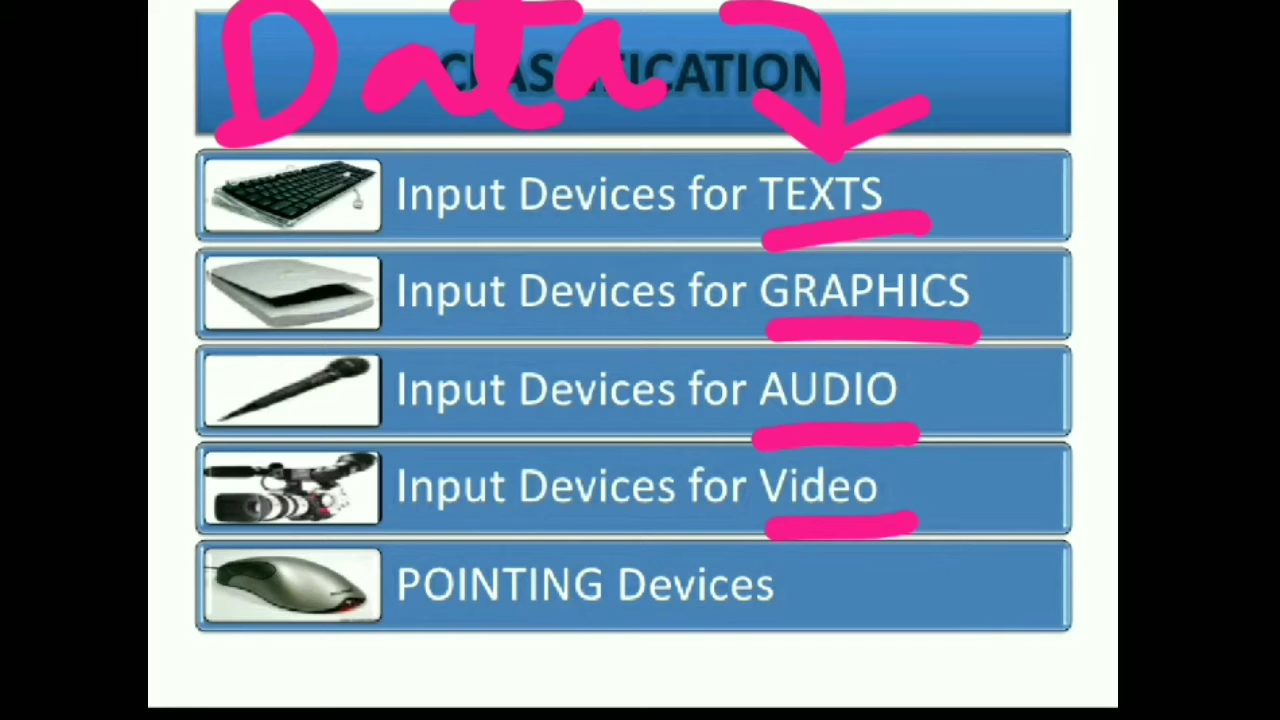 Data
CLASSIFICATION
Input Devices for TEXTS
Input Devices for GRAPHICS
Input Devices for AUDIO
Input Devices for Video
POINTING Devices